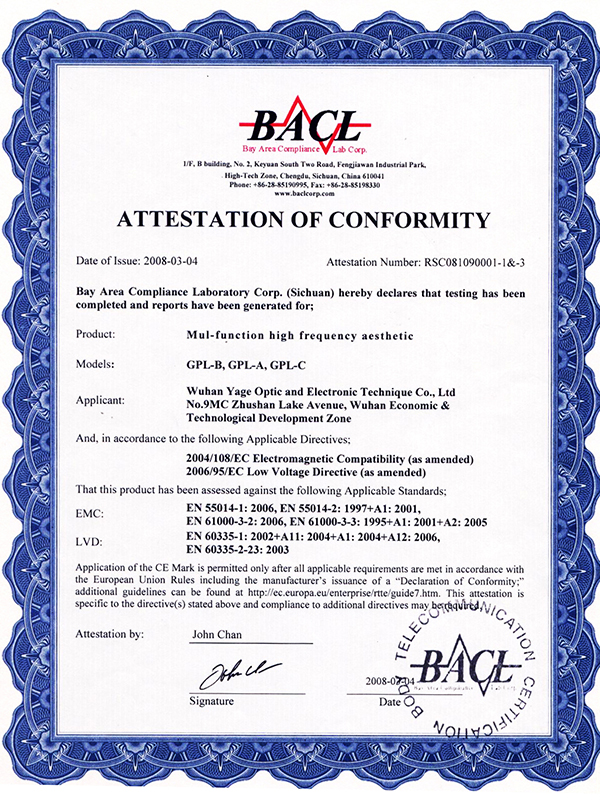 BACL
Bay Area Compliance Lab Corp.
1/F, B building, No. 2, Keyuan South Two Road, Fengjiawan Industrial Park,
High-Tech Zone, Chengdu, Sichuan, China 610041
Phone: +86-28-85190995, Fax: +86-28-85198330
www.baclcorp.com
ATTESTATION OF CONFORMITY
Date of Issue: 2008-03-04 Attestation Number: RSC081090001-1&-3
Bay Area Compliance Laboratory Corp. (Sichuan) hereby declares that testing has been
completed and reports have been generated for;
Product: Mul-function high frequency aesthetic
Models: GPL-B, GPL-A, GPL-C
Applicant: Wuhan Yage Optic and Electronic Technique Co., Ltd
No.9MC Zhushan Lake Avenue, Wuhan Economic &
Technological Development Zone
And, in accordance to the following Applicable Directives;
2004/108/EC Electromagnetic Compatibility (as amended)
2006/95/EC Low Voltage Directive (as amended)
That this product has been assessed against the following Applicable Standards;
EMC: EN 55014-1: 2006, EN 55014-2: 1997+A1: 2001,
EN 61000-3-2: 2006, EN 61000-3-3: 1995+A1: 2001+A2: 2005
LVD: EN 60335-1: 2002+A11: 2004+A1: 2004+A12: 2006,
EN 60335-2-23: 2003
Application of the CE Mark is permitted only after all applicable requirements are met in accordance with
the European Union Rules including the manufacturer's issuance of a “Declaration of Conformity;”
additional guidelines can be found at http://ec.europa.eu/enterprise/rtte/guide7.htm. This attestation is
specific to the directive(s) stated above and compliance to additional directives may be required.
Attestation by: John Chan
John
Signature
2008-03-04
Date
TELECOMMUNICATION CERTIFICATION BODY
BACL
Bay Area Compliance Lab Corp.